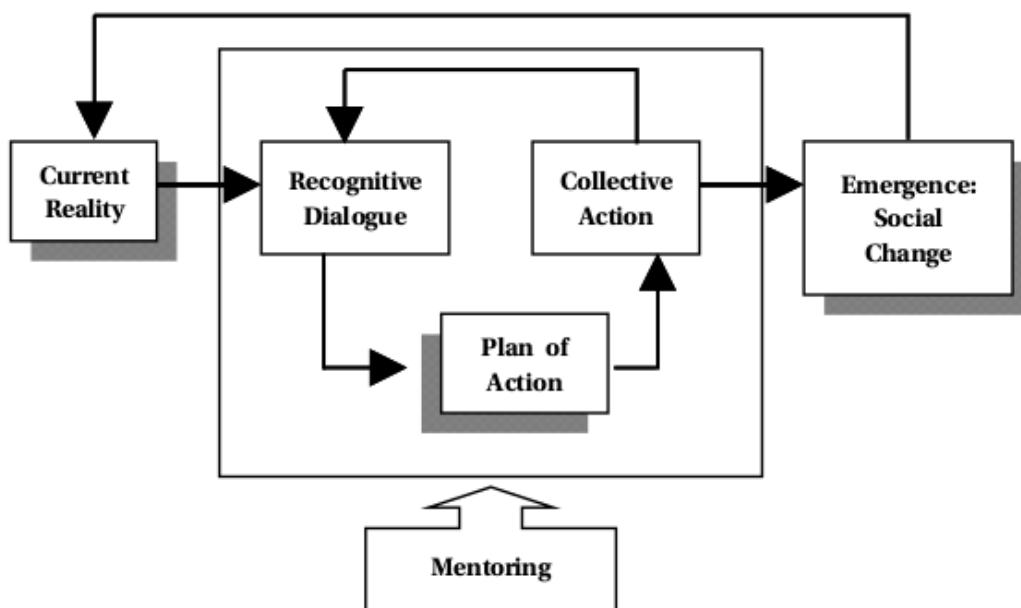 Current
Reality
Recognitive
Dialogue
Collective
Action
Emergence:
Social
Change
Plan of
Action
Mentoring